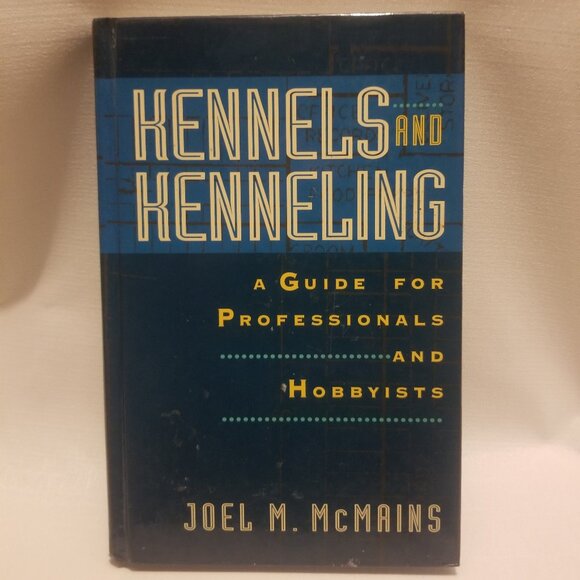 KENNELS AND
KENNELING
A GUIDE FOR
PROFESSIONALS
AND
HOBBYISTS
JOEL M. MCMAINS